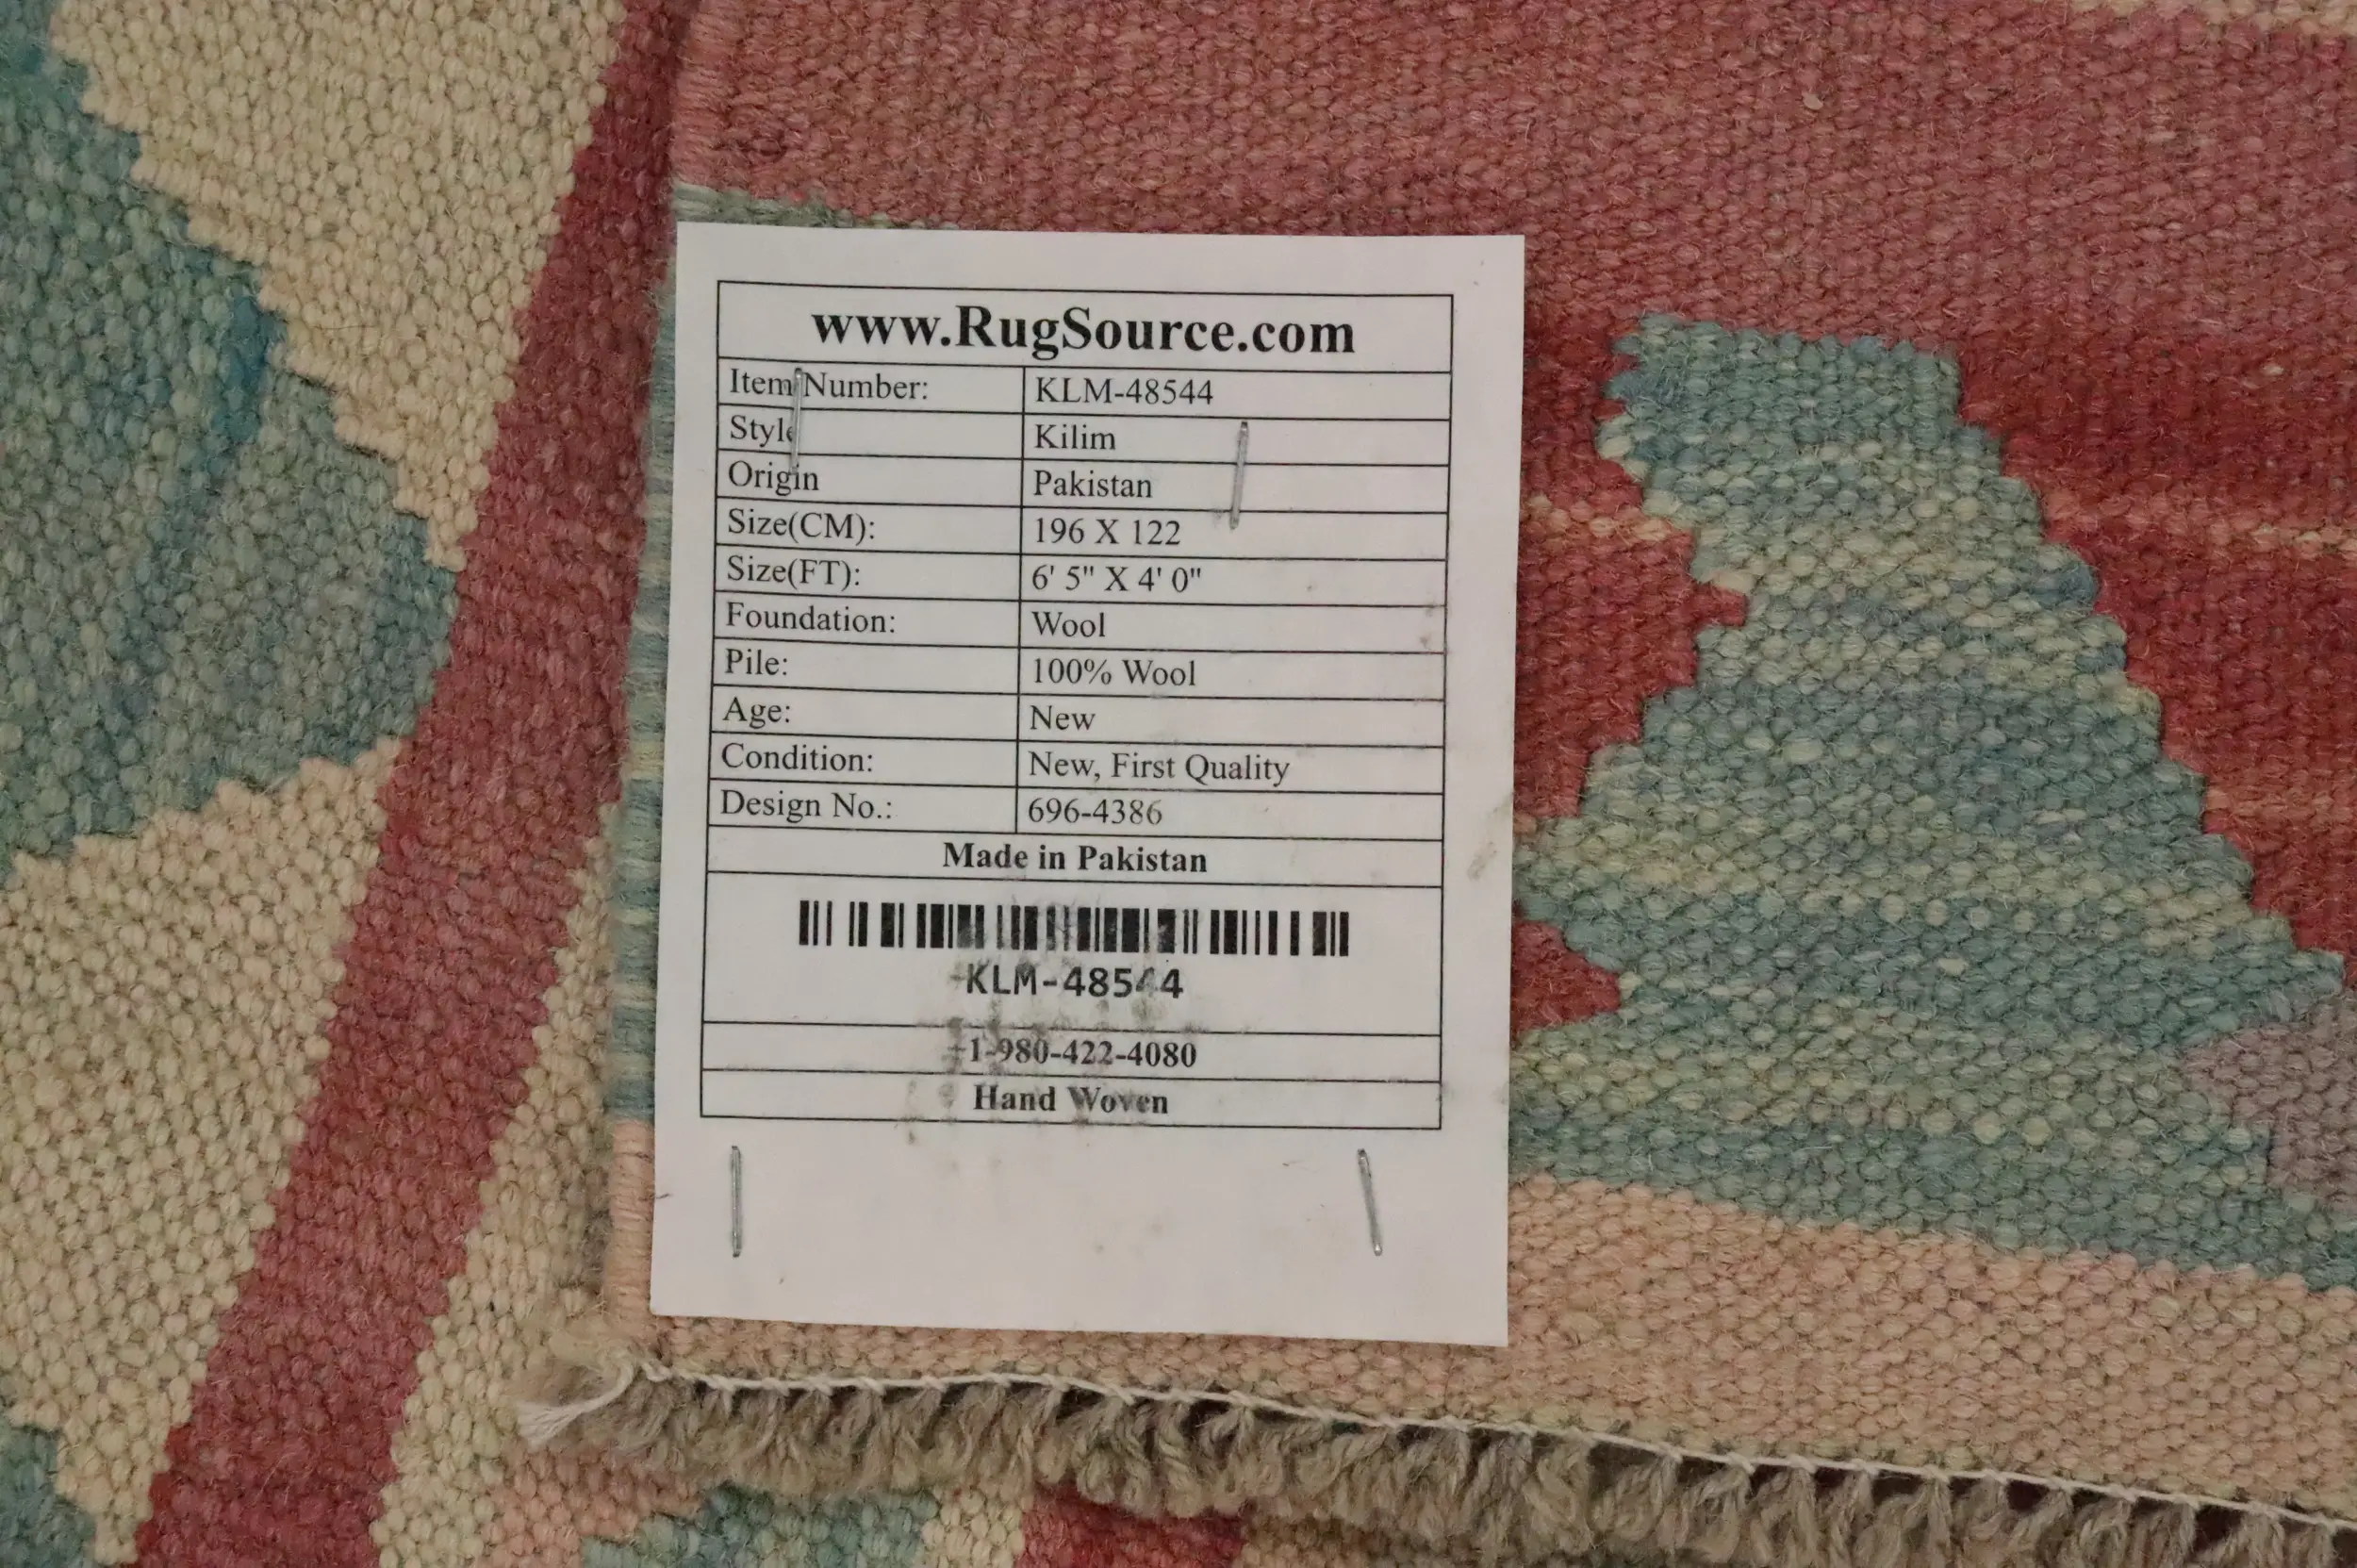 www.RugSource.com
Item Number: KLM-48544
Style Kilim
Origin Pakistan
Size(CM): 196 X 122
Size(FT): 6' 5" X 4' 0"
Foundation: Wool
Pile: 100% Wool
Age: New
Condition: New, First Quality
Design No.: 696-4386
Made in Pakistan
KLM-48544
+1-980-422-4080
Hand Woven